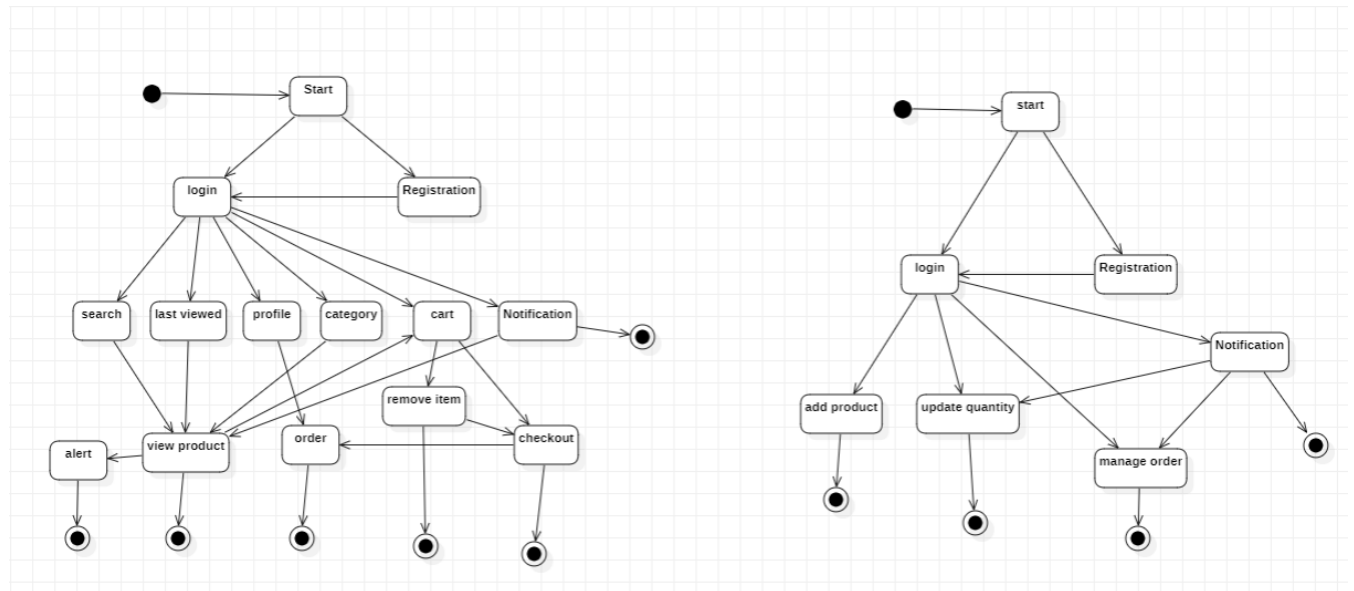 Start
login
Registration
search
last viewed
profile
category
cart
Notification
remove item
alert
view product
order
checkout
start
login
Registration
Notification
add product
update quantity
manage order